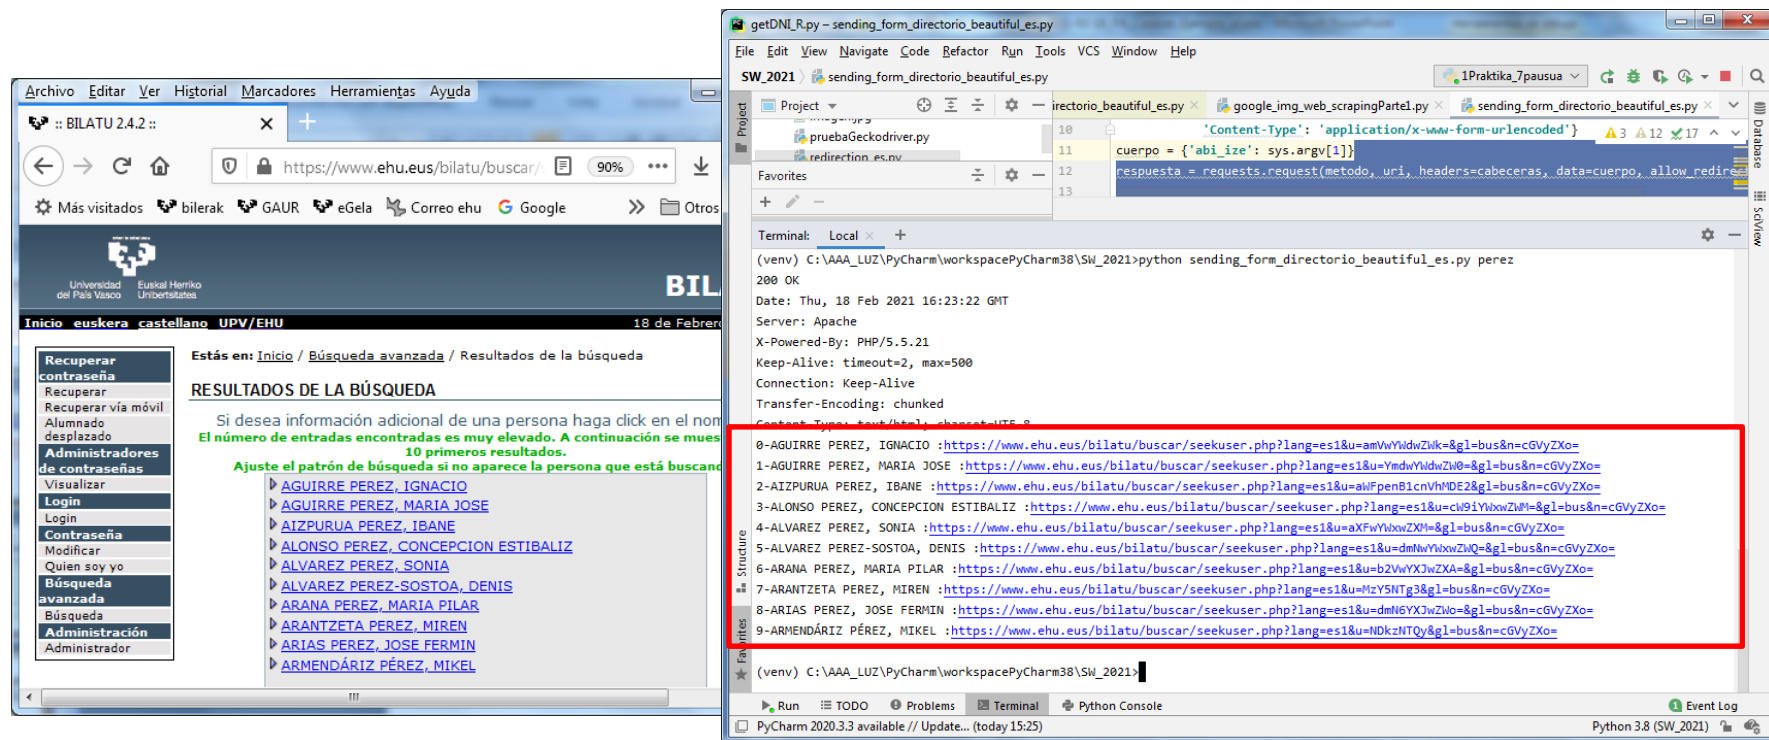 Archivo Editar Ver Historial Marcadores Herramientas Ayuda
:: BILATU 2.4.2 ::
https://www.ehu.eus/bilatu/buscar/
90%
Más visitados bilerak GAUR eGela Correo ehu Google Otros
Universidad del País Vasco
Euskal Herriko Unibertsitatea
BIL
Inicio euskera castellano UPV/EHU 18 de Febrero
Recuperar contraseña
Recuperar
Recuperar vía móvil
Alumnado desplazado
Administradores de contraseñas
Visualizar
Login
Login
Contraseña
Modificar
Quien soy yo
Búsqueda avanzada
Búsqueda
Administración
Administrador
Estás en: Inicio / Búsqueda avanzada / Resultados de la búsqueda
RESULTADOS DE LA BÚSQUEDA
Si desea información adicional de una persona haga click en el nom
El número de entradas encontradas es muy elevado. A continuación se mues
10 primeros resultados.
Ajuste el patrón de búsqueda si no aparece la persona que está buscand
AGUIRRE PEREZ, IGNACIO
AGUIRRE PEREZ, MARIA JOSE
AIZPURUA PEREZ, IBANE
ALONSO PEREZ, CONCEPCION ESTIBALIZ
ALVAREZ PEREZ, SONIA
ALVAREZ PEREZ-SOSTOA, DENIS
ARANA PEREZ, MARIA PILAR
ARANTZETA PEREZ, MIREN
ARIAS PEREZ, JOSE FERMIN
ARMENDÁRIZ PÉREZ, MIKEL
getDNI_R.py – sending_form_directorio_beautiful_es.py
File Edit View Navigate Code Refactor Run Tools VCS Window Help
SW_2021 sending_form_directorio_beautiful_es.py 1Praktika_7pausua
Project
Project
irectorio_beautiful_es.py google_img_web_scrapingParte1.py sending_form_directorio_beautiful_es.py
pruebaGeckodriver.py
redirection_es.py
Favorites
10 'Content-Type': 'application/x-www-form-urlencoded'} 3 12 17
11 cuerpo = {'abi_ize': sys.argv[1]}
12 respuesta = requests.request(metodo, uri, headers=cabeceras, data=cuerpo, allow_redire
13
Database
SciView
Terminal: Local
(venv) C:\AAA_LUZ\PyCharm\workspacePyCharm38\SW_2021>python sending_form_directorio_beautiful_es.py perez
200 OK
Date: Thu, 18 Feb 2021 16:23:22 GMT
Server: Apache
X-Powered-By: PHP/5.5.21
Keep-Alive: timeout=2, max=500
Connection: Keep-Alive
Transfer-Encoding: chunked
Content-Type: text/html; charset=UTF-8
0-AGUIRRE PEREZ, IGNACIO :https://www.ehu.eus/bilatu/buscar/seekuser.php?lang=es1&u=amVwYWdwZWk=&gl=bus&n=cGVyZXo=
1-AGUIRRE PEREZ, MARIA JOSE :https://www.ehu.eus/bilatu/buscar/seekuser.php?lang=es1&u=YmdwYWdwZW0=&gl=bus&n=cGVyZXo=
2-AIZPURUA PEREZ, IBANE :https://www.ehu.eus/bilatu/buscar/seekuser.php?lang=es1&u=aWFpenB1cnVhMDE2&gl=bus&n=cGVyZXo=
3-ALONSO PEREZ, CONCEPCION ESTIBALIZ :https://www.ehu.eus/bilatu/buscar/seekuser.php?lang=es1&u=cW9iYWxwZWM=&gl=bus&n=cGVyZXo=
4-ALVAREZ PEREZ, SONIA :https://www.ehu.eus/bilatu/buscar/seekuser.php?lang=es1&u=aXFwYWxwZXM=&gl=bus&n=cGVyZXo=
5-ALVAREZ PEREZ-SOSTOA, DENIS :https://www.ehu.eus/bilatu/buscar/seekuser.php?lang=es1&u=dmNwYWxwZWQ=&gl=bus&n=cGVyZXo=
6-ARANA PEREZ, MARIA PILAR :https://www.ehu.eus/bilatu/buscar/seekuser.php?lang=es1&u=b2VwYXJwZXA=&gl=bus&n=cGVyZXo=
7-ARANTZETA PEREZ, MIREN :https://www.ehu.eus/bilatu/buscar/seekuser.php?lang=es1&u=MzY5NTg3&gl=bus&n=cGVyZXo=
8-ARIAS PEREZ, JOSE FERMIN :https://www.ehu.eus/bilatu/buscar/seekuser.php?lang=es1&u=dmN6YXJwZWo=&gl=bus&n=cGVyZXo=
9-ARMENDÁRIZ PÉREZ, MIKEL :https://www.ehu.eus/bilatu/buscar/seekuser.php?lang=es1&u=NDkzNTQy&gl=bus&n=cGVyZXo=
(venv) C:\AAA_LUZ\PyCharm\workspacePyCharm38\SW_2021>
Structure
Favorites
Run TODO Problems Terminal Python Console 1 Event Log
PyCharm 2020.3.3 available // Update... (today 15:25) Python 3.8 (SW_2021)